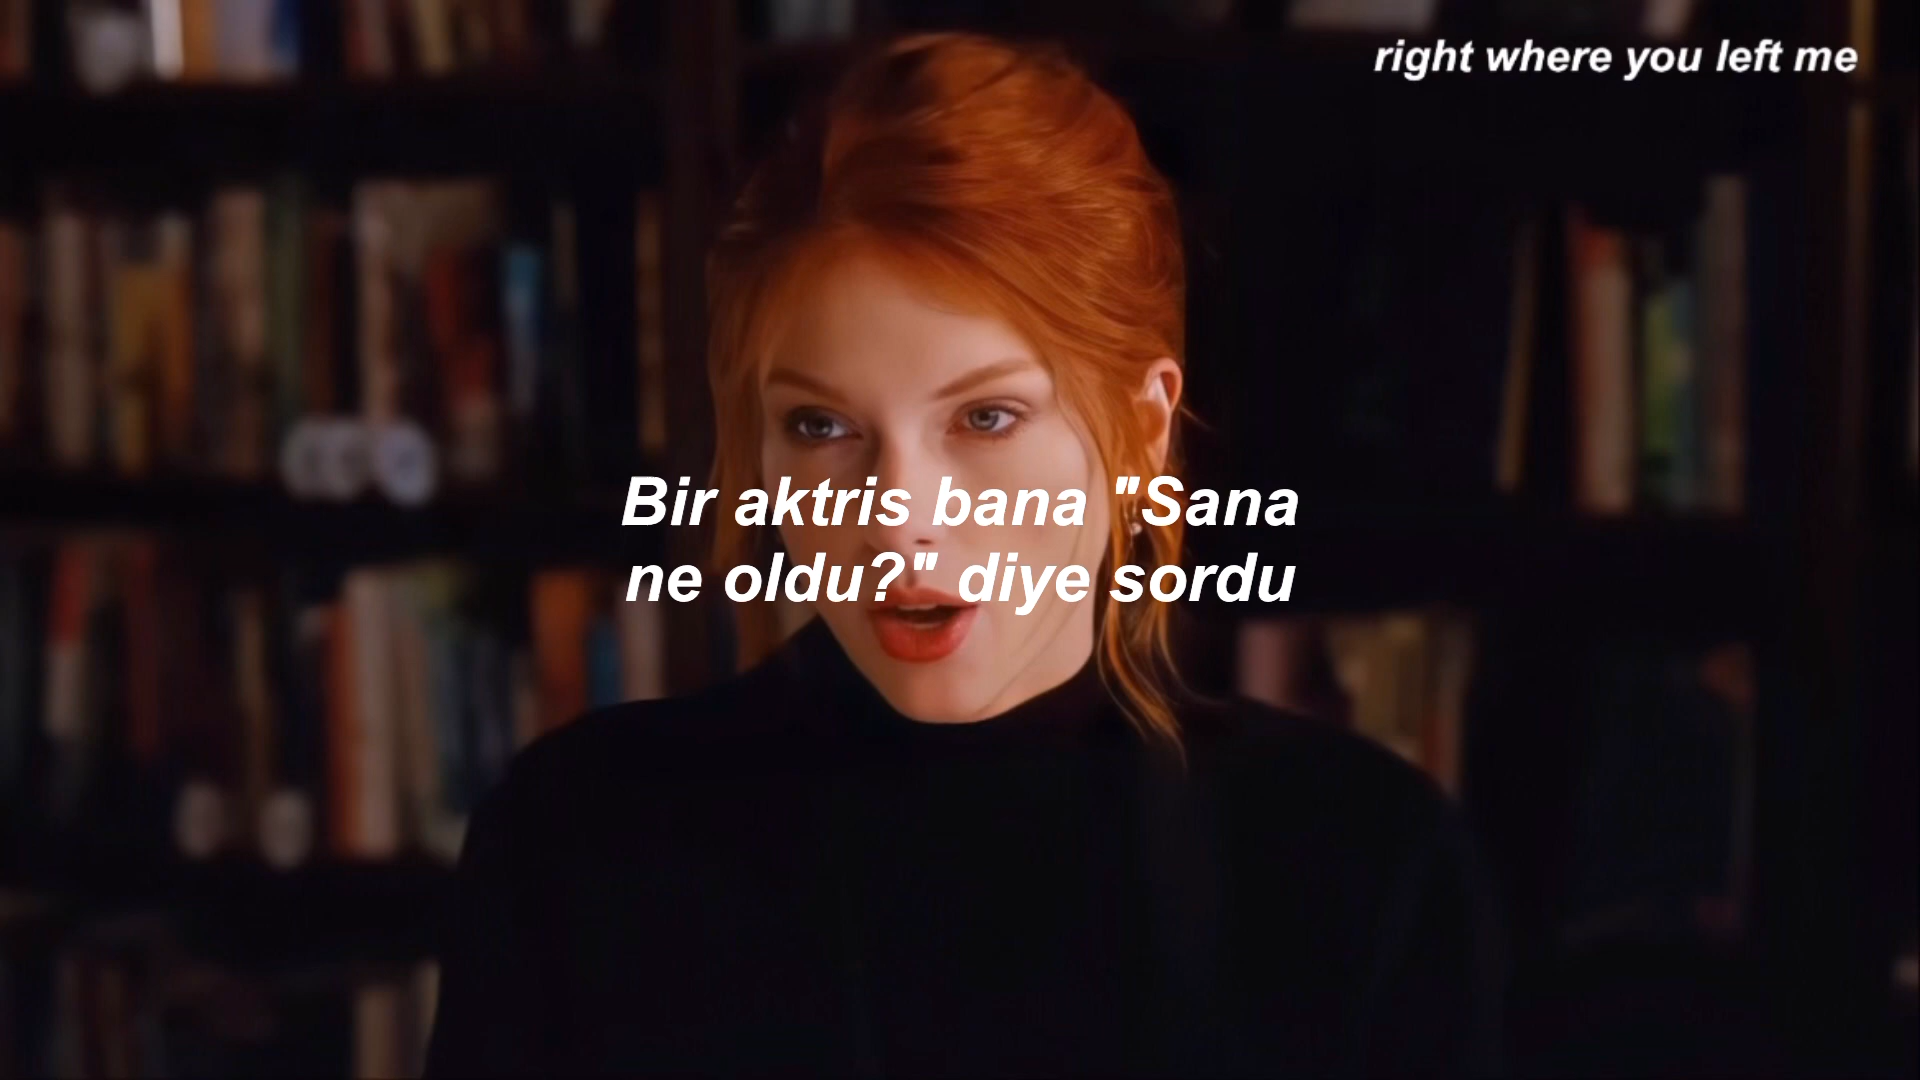 right where you left me
Bir aktris bana "Sana
ne oldu?" diye sordu